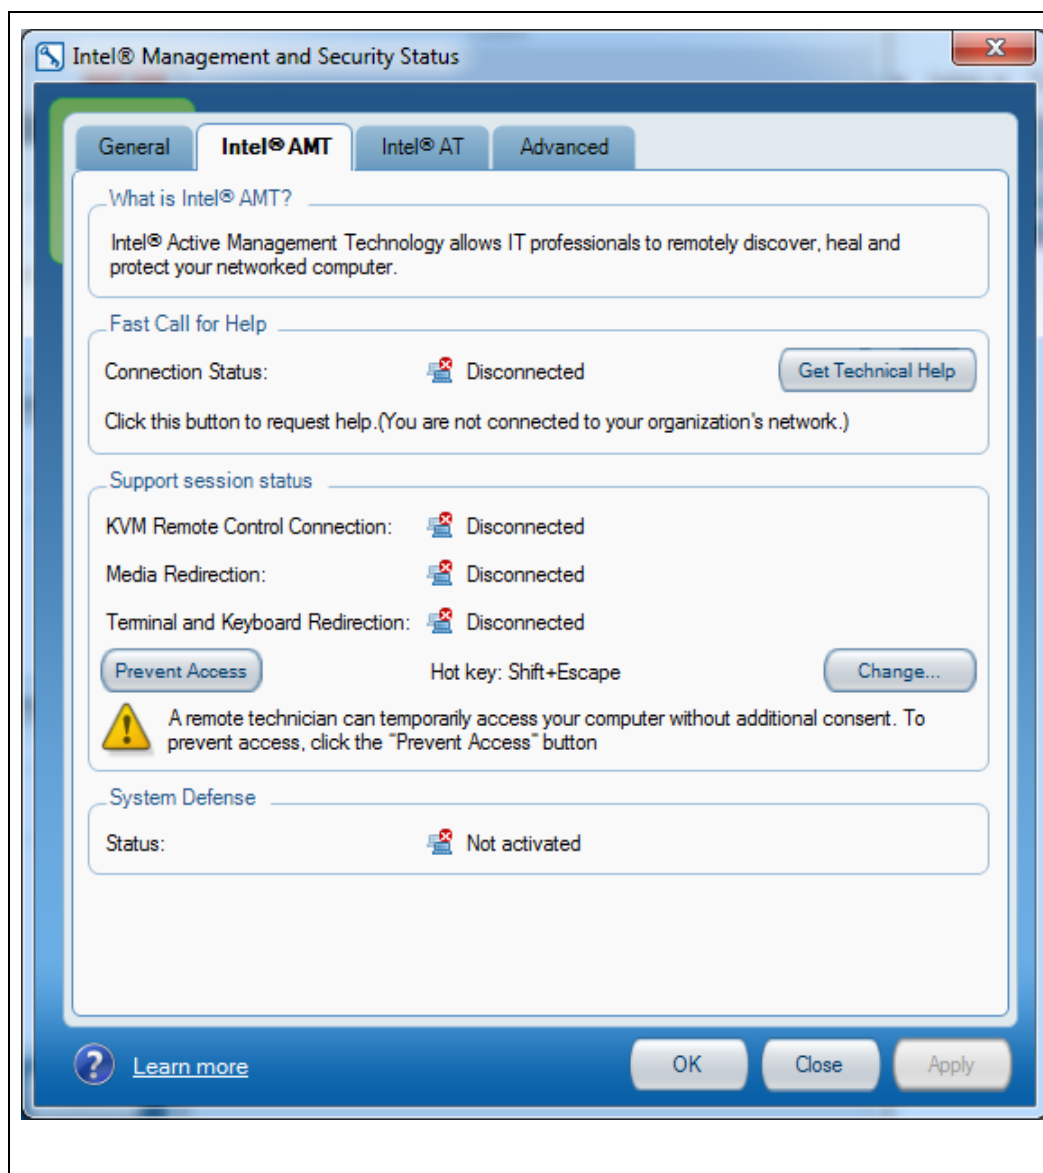 Intel® Management and Security Status
General Intel® AMT Intel® AT Advanced
What is Intel® AMT?
Intel® Active Management Technology allows IT professionals to remotely discover, heal and
protect your networked computer.
Fast Call for Help
Connection Status: Disconnected Get Technical Help
Click this button to request help.(You are not connected to your organization's network.)
Support session status
KVM Remote Control Connection: Disconnected
Media Redirection: Disconnected
Terminal and Keyboard Redirection: Disconnected
Prevent Access Hot key: Shift+Escape Change...
A remote technician can temporarily access your computer without additional consent. To
prevent access, click the "Prevent Access" button
System Defense
Status: Not activated
Learn more OK Close Apply